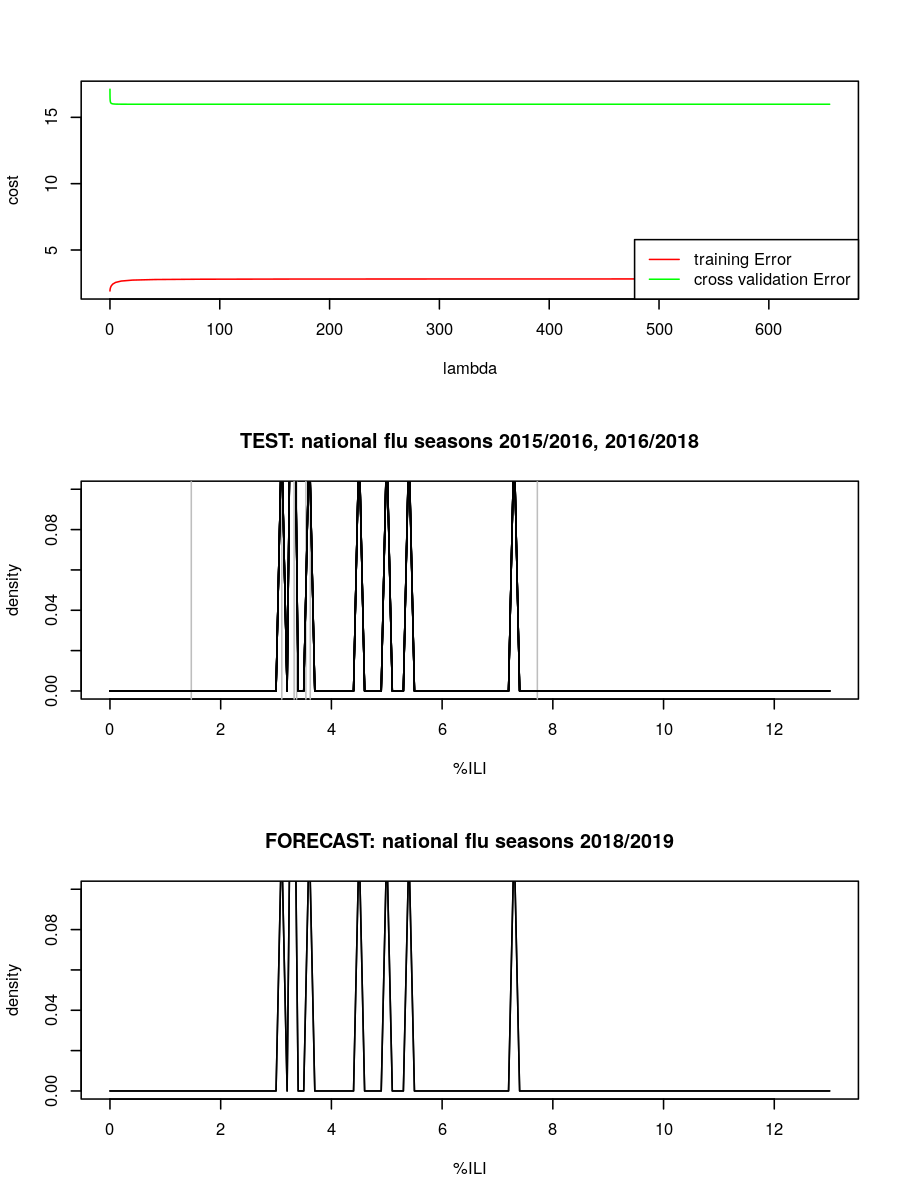 cost
15
10
5
training Error
cross validation Error
0 100 200 300 400 500 600
lambda
TEST: national flu seasons 2015/2016, 2016/2018
density
0.08
0.04
0.00
0 2 4 6 8 10 12
%ILI
FORECAST: national flu seasons 2018/2019
density
0.08
0.04
0.00
0 2 4 6 8 10 12
%ILI